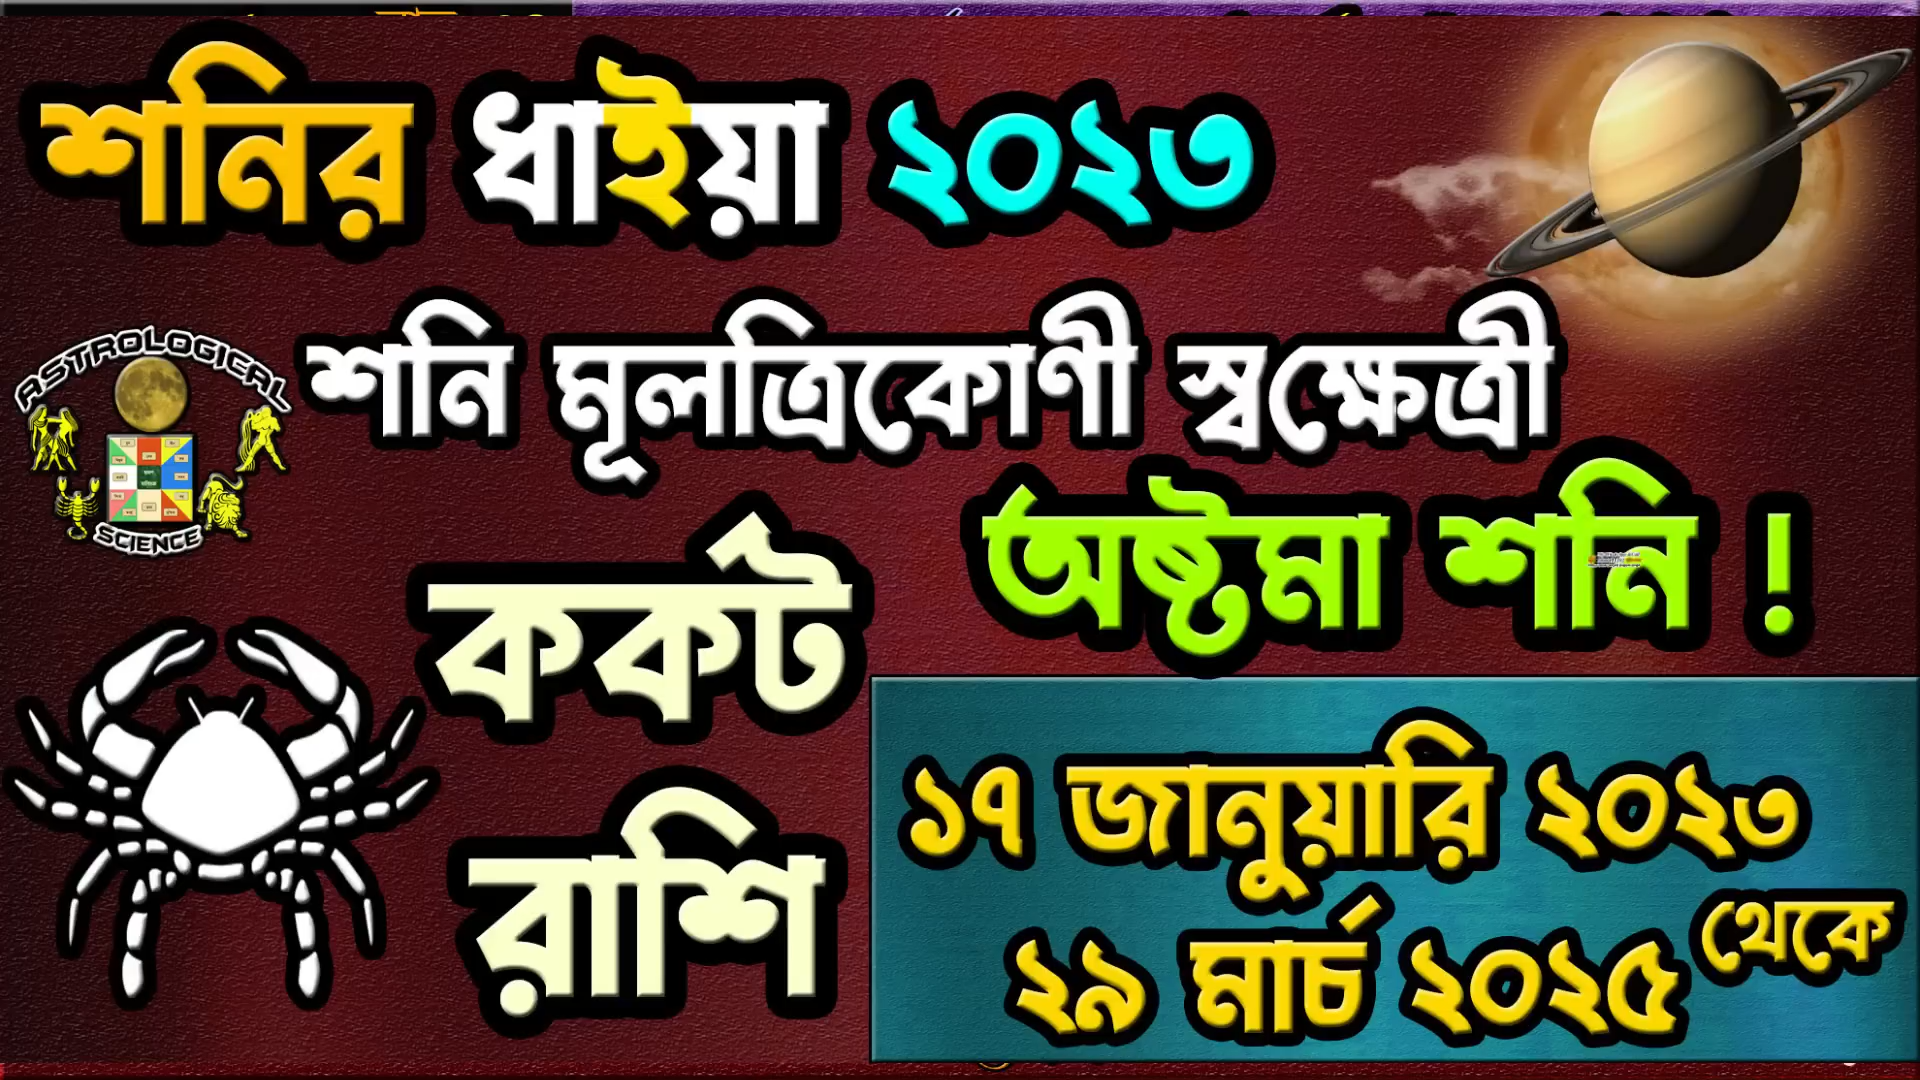 শনির ধাইয়া ২০২৩
শনি মূলত্রিকোণী স্বক্ষেত্রী
ASTROLOGICAL
SCIENCE
অষ্টমা শনি !
কর্কট
রাশি
১৭ জানুয়ারি ২০২৩
থেকে
২৯ মার্চ ২০২৫